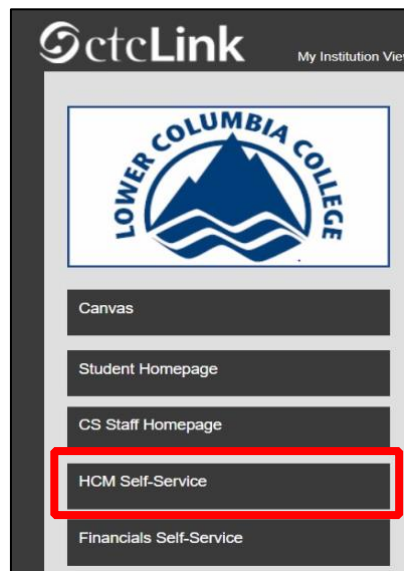 ctcLink
My Institution Vie
LOWER COLUMBIA COLLEGE
Canvas
Student Homepage
CS Staff Homepage
HCM Self-Service
Financials Self-Service